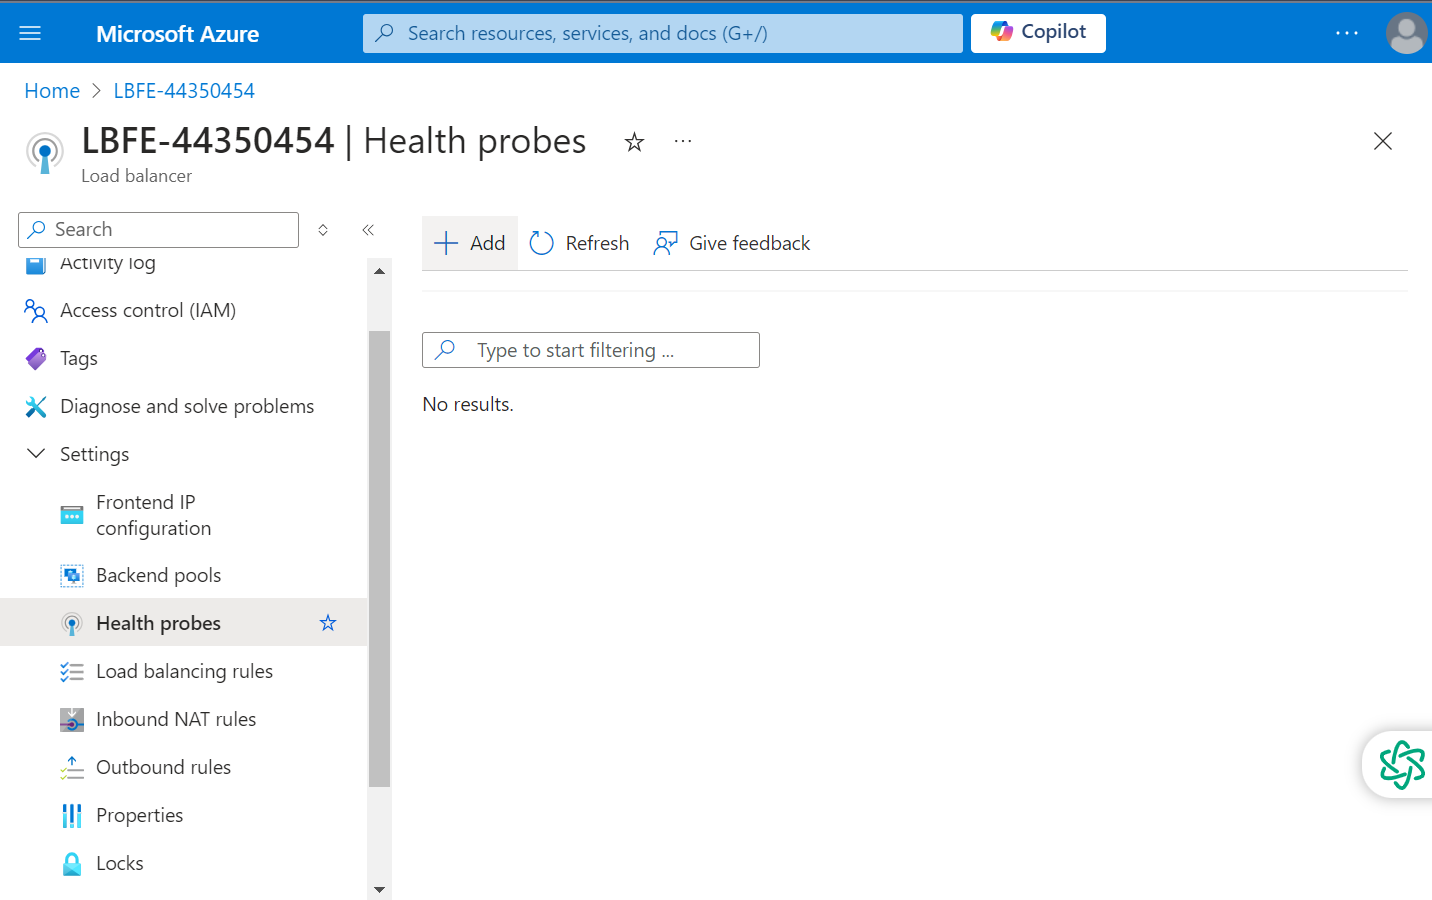 Microsoft Azure
Search resources, services, and docs (G+/)
Copilot
Home > LBFE-44350454
LBFE-44350454 | Health probes
Load balancer
Search
Activity log
Access control (IAM)
Tags
Diagnose and solve problems
Settings
Frontend IP
configuration
Backend pools
Health probes
Load balancing rules
Inbound NAT rules
Outbound rules
Properties
Locks
Add
Refresh
Give feedback
Type to start filtering ...
No results.